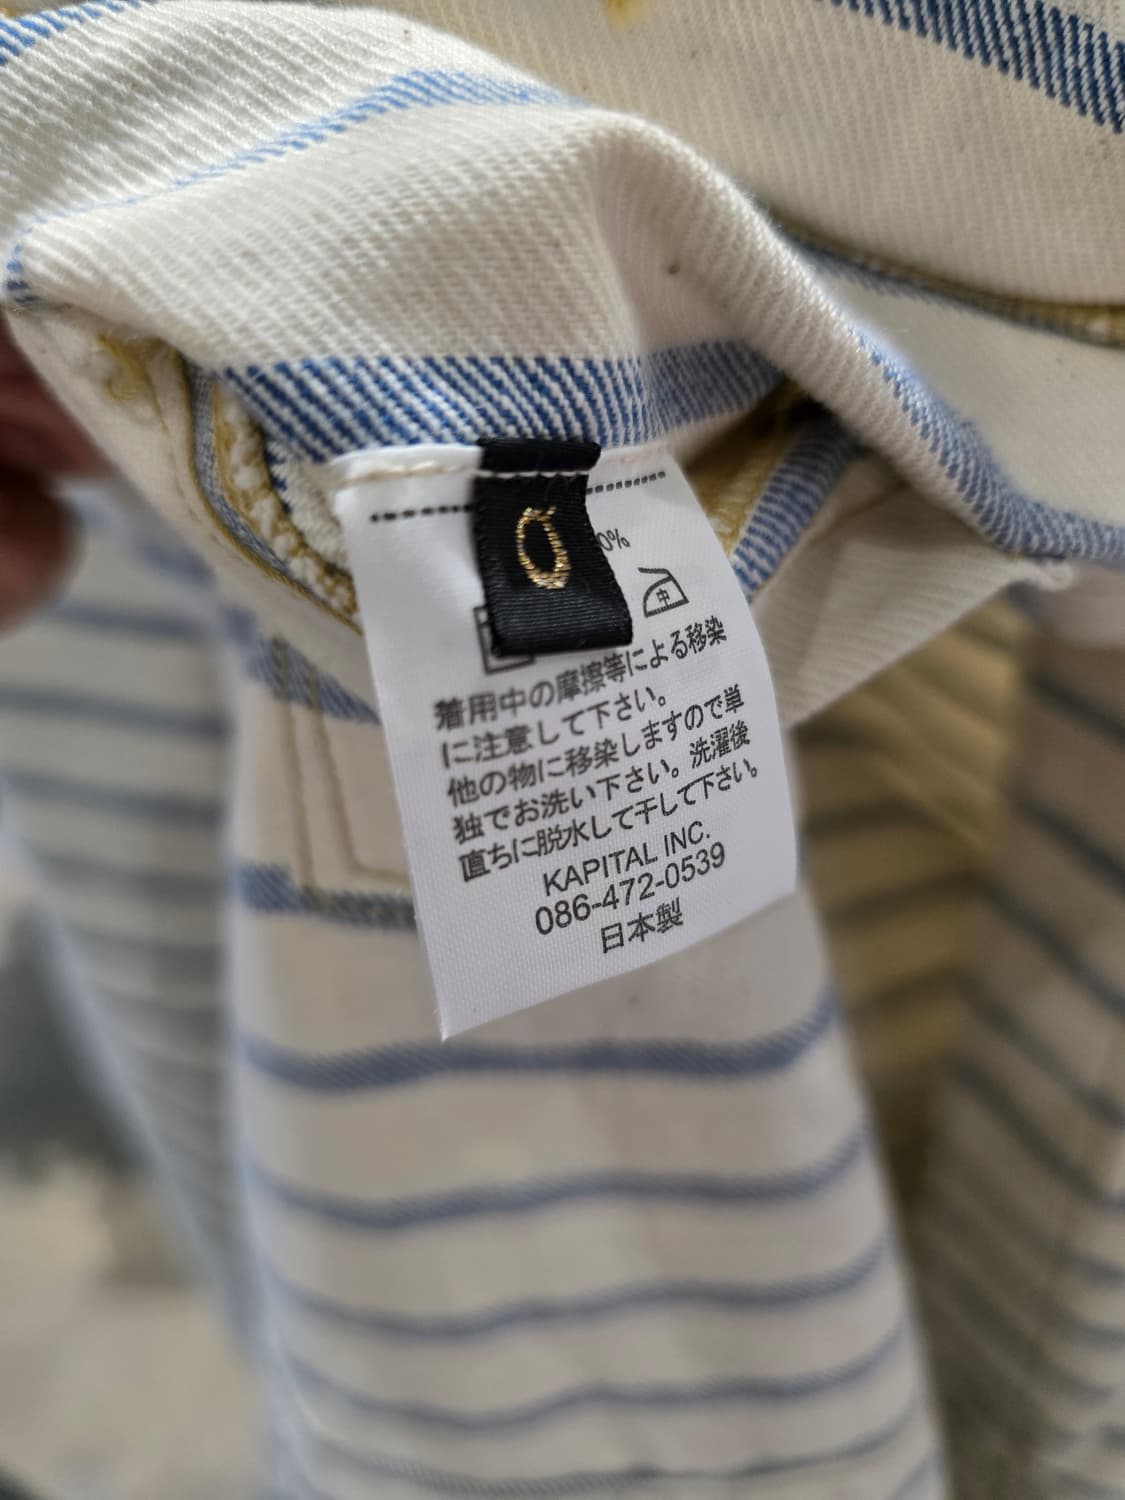 0
0%
中
着用中の摩擦等による移染
に注意して下さい。
他の物に移染しますので単
独でお洗い下さい。洗濯後
直ちに脱水して干して下さい。
KAPITAL INC.
086-472-0539
日本製